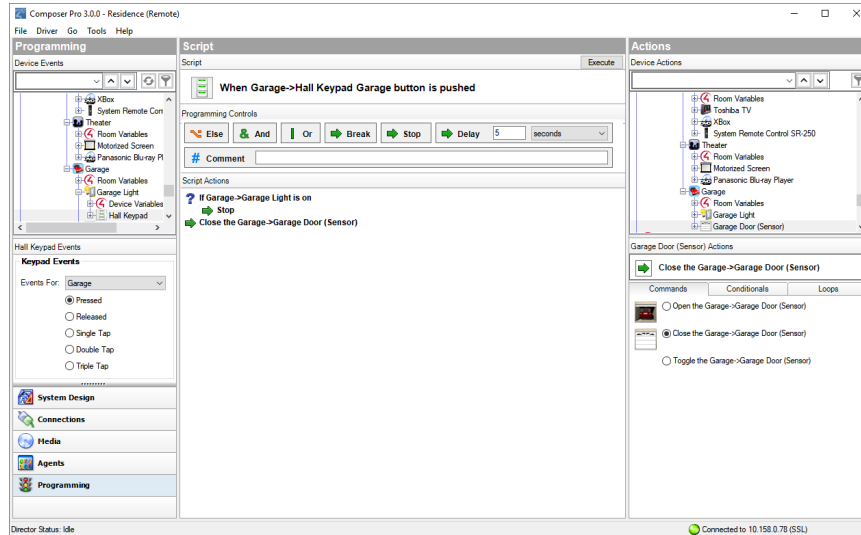 Composer Pro 3.0.0 - Residence (Remote)
File Driver Go Tools Help
Programming
Device Events
XBox
System Remote Con
Theater
Room Variables
Motorized Screen
Panasonic Blu-ray Pl
Garage
Room Variables
Garage Light
Device Variables
Hall Keypad
Hall Keypad Events
Keypad Events
Events For: Garage
Pressed
Released
Single Tap
Double Tap
Triple Tap
System Design
Connections
Media
Agents
Programming
Script
Script Execute
When Garage->Hall Keypad Garage button is pushed
Programming Controls
Else & And Or Break Stop Delay 5 seconds
# Comment
Script Actions
? If Garage->Garage Light is on
Stop
Close the Garage->Garage Door (Sensor)
Actions
Device Actions
Room Variables
Toshiba TV
XBox
System Remote Control SR-250
Theater
Room Variables
Motorized Screen
Panasonic Blu-ray Player
Garage
Room Variables
Garage Light
Garage Door (Sensor)
Garage Door (Sensor) Actions
Close the Garage->Garage Door (Sensor)
Commands Conditionals Loops
Open the Garage->Garage Door (Sensor)
Close the Garage->Garage Door (Sensor)
Toggle the Garage->Garage Door (Sensor)
Director Status: Idle
Connected to 10.158.0.78 (SSL)